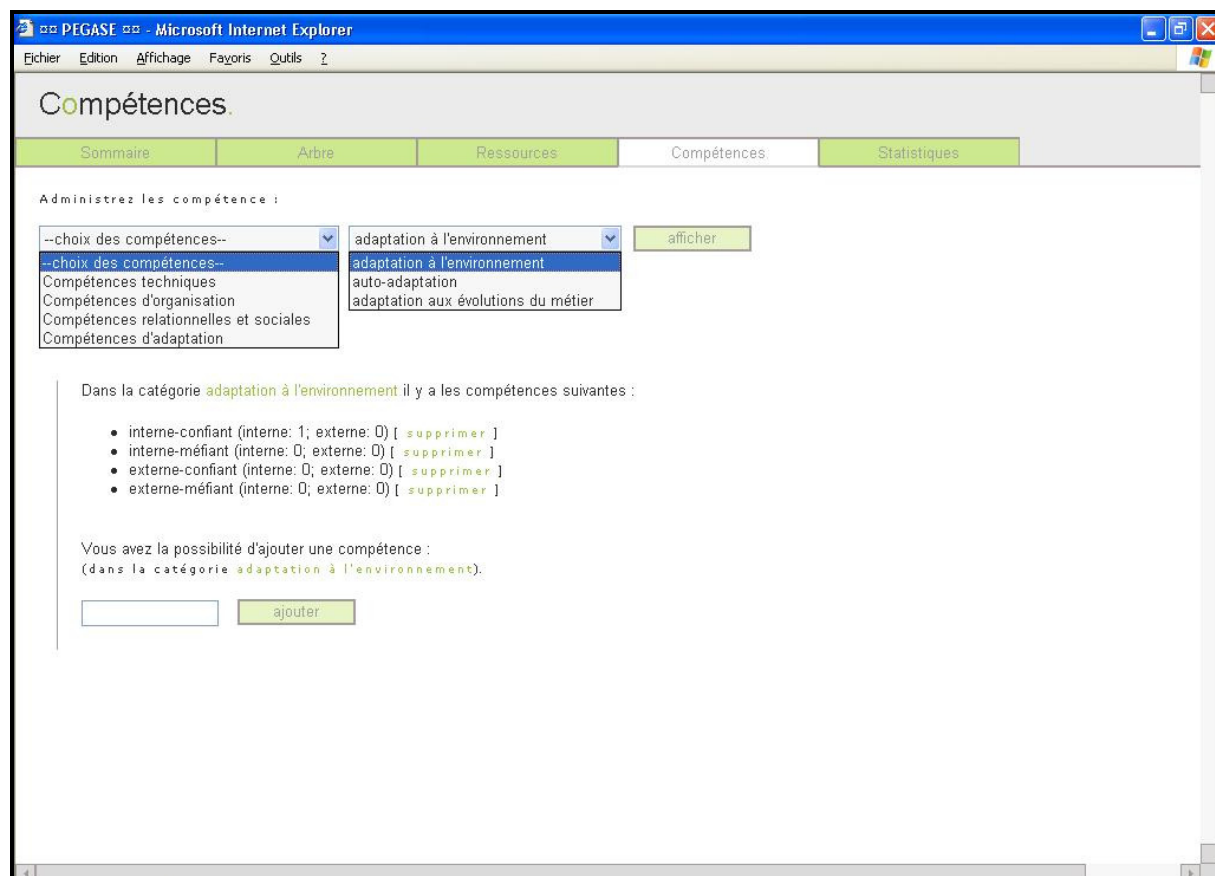 ¤¤ PEGASE ¤¤ - Microsoft Internet Explorer
Fichier Edition Affichage Favoris Outils ?
Compétences.
Sommaire Arbre Ressources Compétences Statistiques
Administrez les compétence :
--choix des compétences-- adaptation à l'environnement afficher
--choix des compétences-- adaptation à l'environnement
Compétences techniques auto-adaptation
Compétences d'organisation adaptation aux évolutions du métier
Compétences relationnelles et sociales
Compétences d'adaptation
Dans la catégorie adaptation à l'environnement il y a les compétences suivantes :
• interne-confiant (interne: 1; externe: 0) [ supprimer ]
• interne-méfiant (interne: 0; externe: 0) [ supprimer ]
• externe-confiant (interne: 0; externe: 0) [ supprimer ]
• externe-méfiant (interne: 0; externe: 0) [ supprimer ]
Vous avez la possibilité d'ajouter une compétence :
(dans la catégorie adaptation à l'environnement).
ajouter